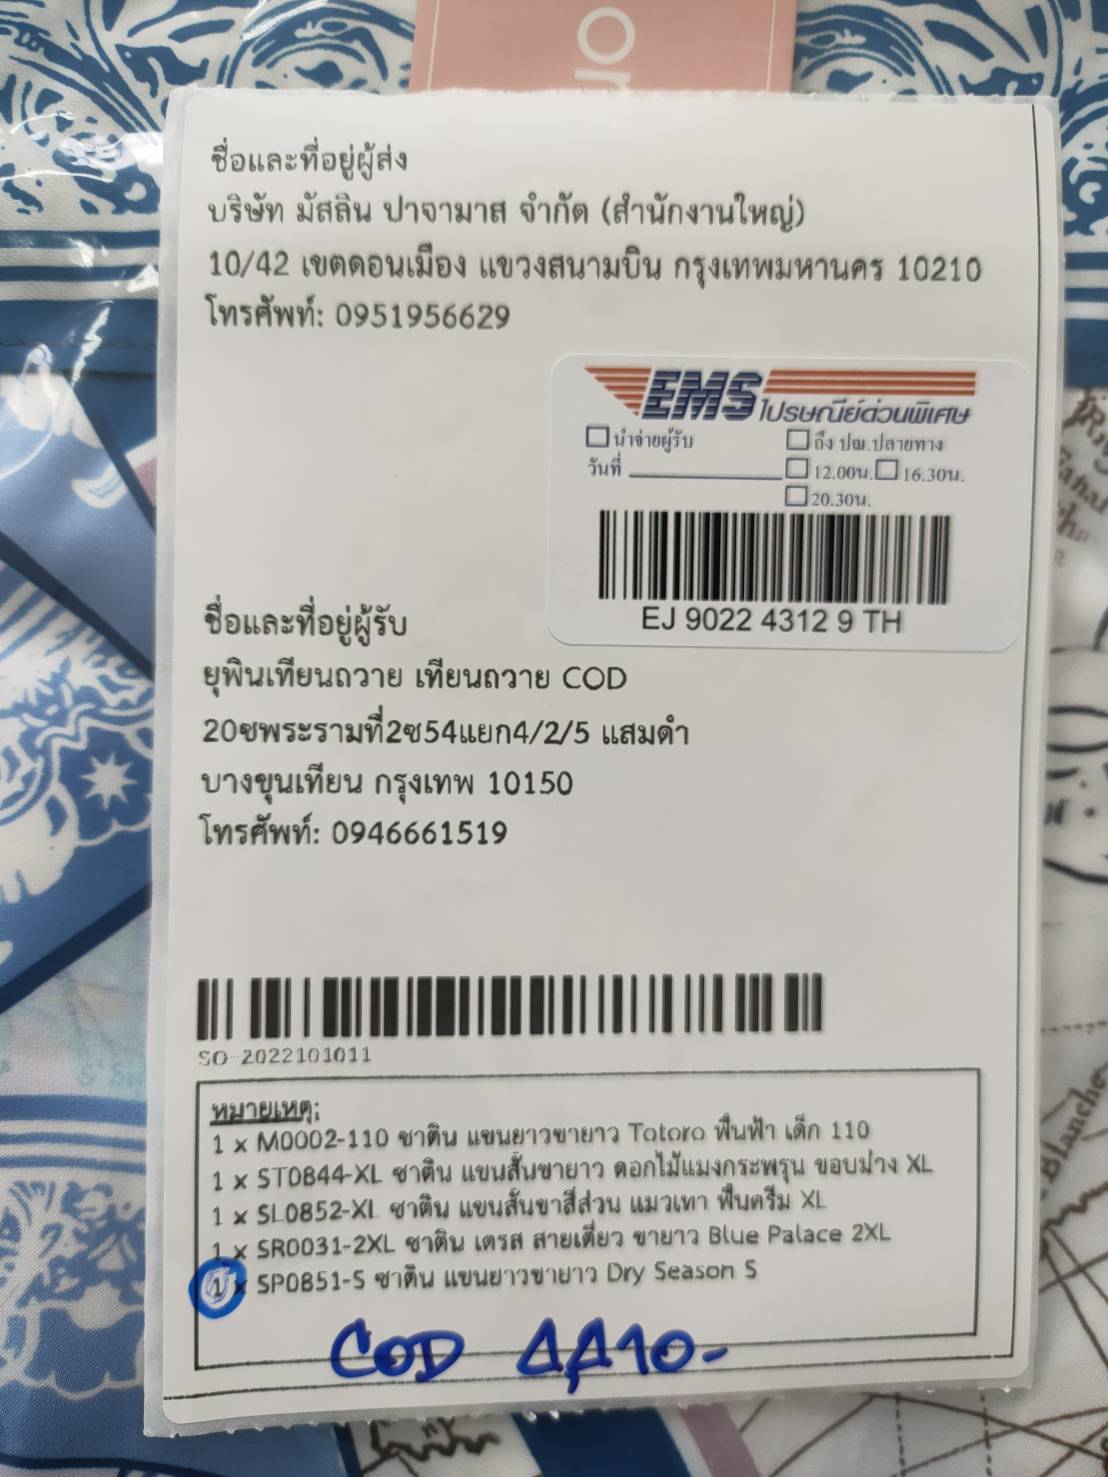 or
ชื่อและที่อยู่ผู้ส่ง
บริษัท มัสลิน ปาจามาส จำกัด (สำนักงานใหญ่)
10/42 เขตดอนเมือง แขวงสนามบิน กรุงเทพมหานคร 10210
โทรศัพท์: 0951956629
EMS ไปรษณีย์ด่วนพิเศษ
นำจ่ายผู้รับ ถึง ปณ.ปลายทาง
วันที่ 12.00น. 16.30น.
20.30น.
EJ 9022 4312 9 TH
ชื่อและที่อยู่ผู้รับ
ยุพินเทียนถวาย เทียนถวาย COD
20ซพระรามที่2ซ54แยก4/2/5 แสมดำ
บางขุนเทียน กรุงเทพ 10150
โทรศัพท์: 0946661519
SO-2022101011
หมายเหตุ:
1 x M0002-110 ซาติน แขนยาวขายาว Totoro พื้นฟ้า เด็ก 110
1 x ST0844-XL ซาติน แขนสั้นขายาว ดอกไม้แมงกระพรุน ขอบม่วง XL
1 x SL0852-XL ซาติน แขนสั้นขาสี่ส่วน แมวเทา พื้นครีม XL
1 x SR0031-2XL ซาติน เดรส สายเดี่ยว ขายาว Blue Palace 2XL
1 x SP0851-S ซาติน แขนยาวขายาว Dry Season S
COD
Blanche